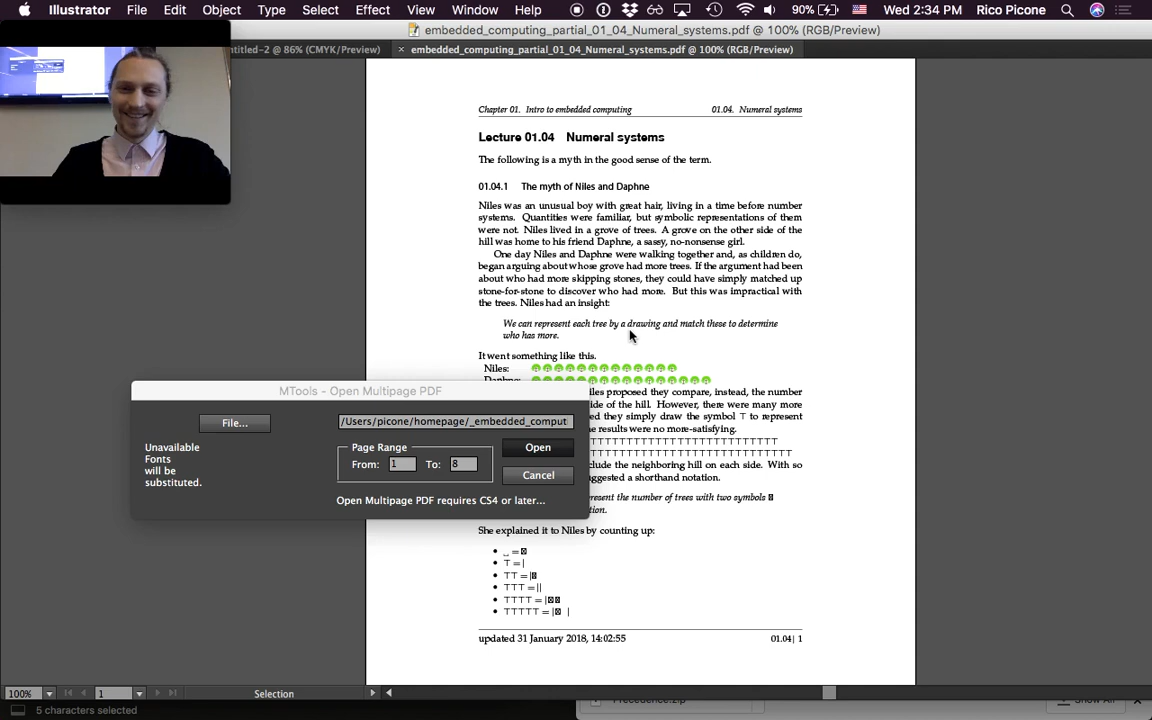 Illustrator File Edit Object Type Select Effect View Window Help 90% Wed 2:34 PM Rico Picone
embedded_computing_partial_01_04_Numeral_systems.pdf @ 100% (RGB/Preview)
ntitled-2 @ 86% (CMYK/Preview) × embedded_computing_partial_01_04_Numeral_systems.pdf @ 100% (RGB/Preview)
Chapter 01. Intro to embedded computing 01.04. Numeral systems
Lecture 01.04 Numeral systems
The following is a myth in the good sense of the term.
01.04.1 The myth of Niles and Daphne
Niles was an unusual boy with great hair, living in a time before number
systems. Quantities were familiar, but symbolic representations of them
were not. Niles lived in a grove of trees. A grove on the other side of the
hill was home to his friend Daphne, a sassy, no-nonsense girl.
One day Niles and Daphne were walking together and, as children do,
began arguing about whose grove had more trees. If the argument had been
about who had more skipping stones, they could have simply matched up
stone-for-stone to discover who had more. But this was impractical with
the trees. Niles had an insight:
We can represent each tree by a drawing and match these to determine
who has more.
It went something like this.
Niles:
Daphne:
iles proposed they compare, instead, the number
side of the hill. However, there were many more
ed they simply draw the symbol ⊤ to represent
he results were no more-satisfying.
⊤⊤⊤⊤⊤⊤⊤⊤⊤⊤⊤⊤⊤⊤⊤⊤⊤⊤⊤⊤⊤⊤⊤⊤
⊤⊤⊤⊤⊤⊤⊤⊤⊤⊤⊤⊤⊤⊤⊤⊤⊤⊤⊤⊤⊤⊤⊤⊤⊤⊤
clude the neighboring hill on each side. With so
uggested a shorthand notation.
present the number of trees with two symbols
tion.
She explained it to Niles by counting up:
• ␣ =
• ⊤ = |
• ⊤⊤ = |
• ⊤⊤⊤ = ||
• ⊤⊤⊤⊤ = |
• ⊤⊤⊤⊤⊤ = | |
updated 31 January 2018, 14:02:55 01.04| 1
MTools - Open Multipage PDF
File... /Users/picone/homepage/_embedded_comput
Unavailable
Fonts
will be
substituted.
Page Range
From: 1 To: 8
Open
Cancel
Open Multipage PDF requires CS4 or later...
100% 1 Selection
5 characters selected
Precedence.zip Show All